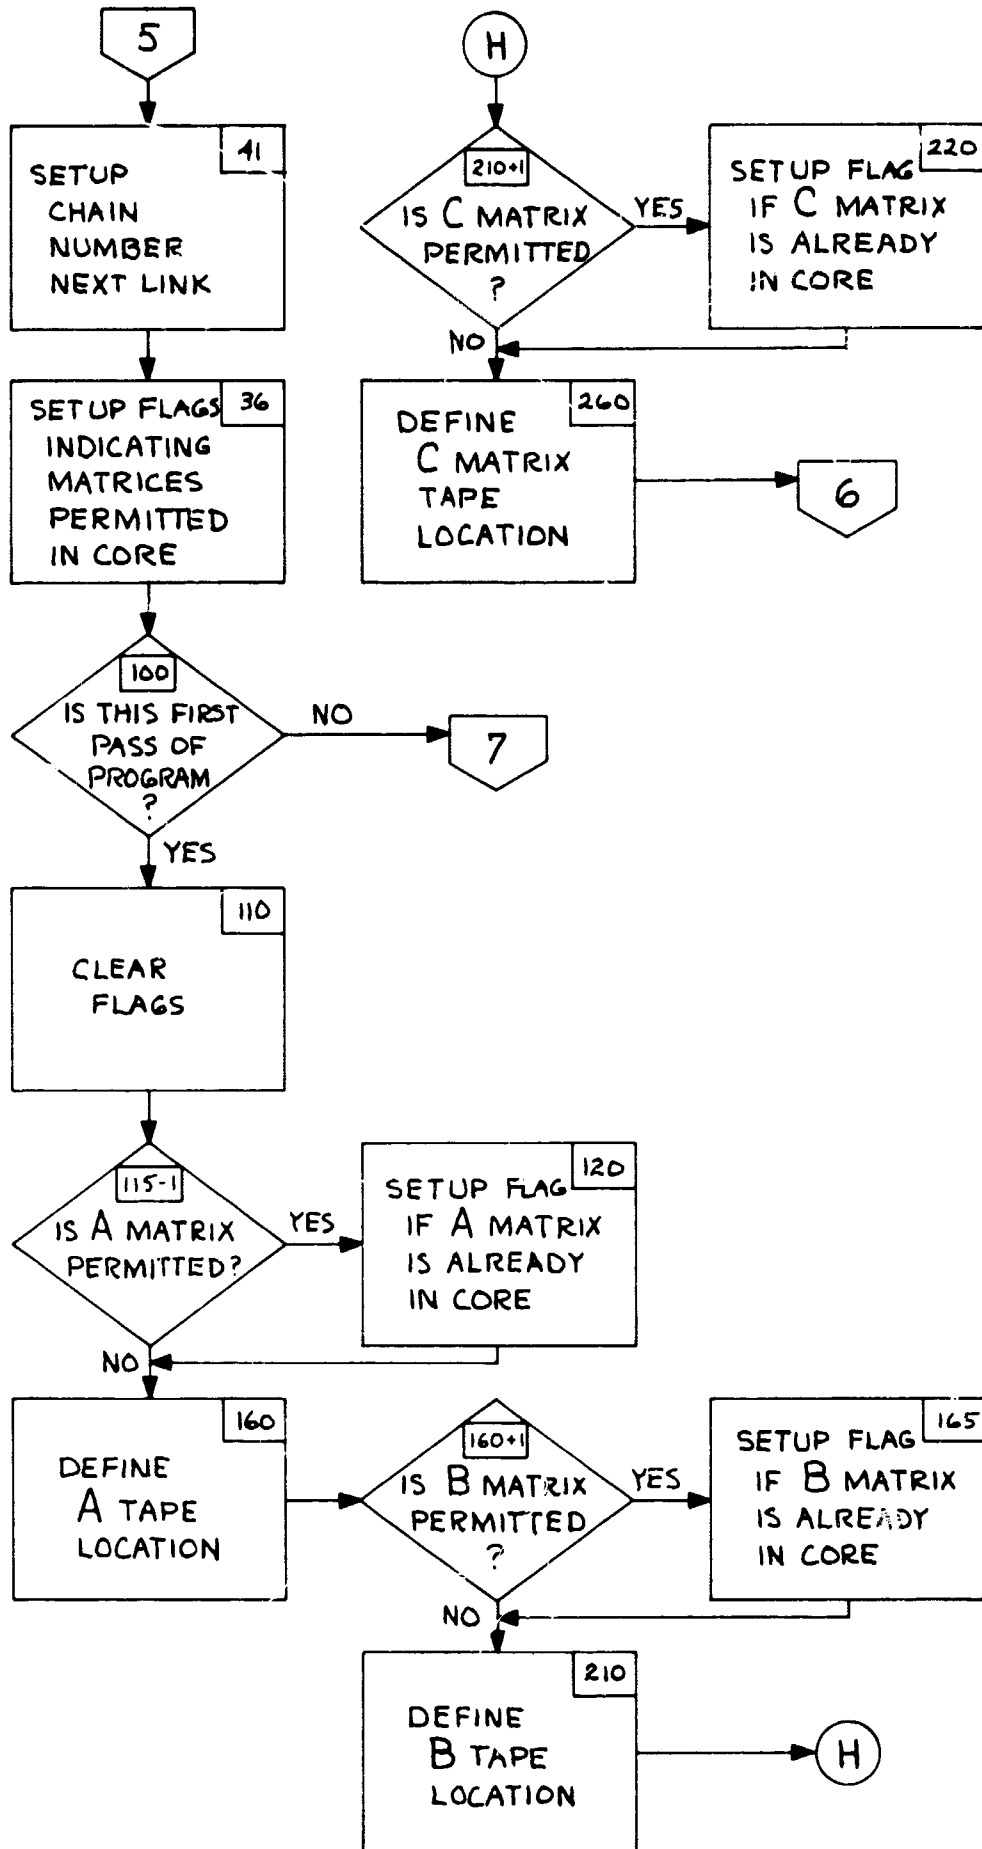 5
41
SETUP
CHAIN
NUMBER
NEXT LINK
36
SETUP FLAGS
INDICATING
MATRICES
PERMITTED
IN CORE
100
IS THIS FIRST
PASS OF
PROGRAM
?
NO
7
YES
110
CLEAR
FLAGS
115-1
IS A MATRIX
PERMITTED?
YES
120
SETUP FLAG
IF A MATRIX
IS ALREADY
IN CORE
NO
160
DEFINE
A TAPE
LOCATION
160+1
IS B MATRIX
PERMITTED
?
YES
165
SETUP FLAG
IF B MATRIX
IS ALREADY
IN CORE
NO
210
DEFINE
B TAPE
LOCATION
H
H
210+1
IS C MATRIX
PERMITTED
?
YES
220
SETUP FLAG
IF C MATRIX
IS ALREADY
IN CORE
NO
260
DEFINE
C MATRIX
TAPE
LOCATION
6